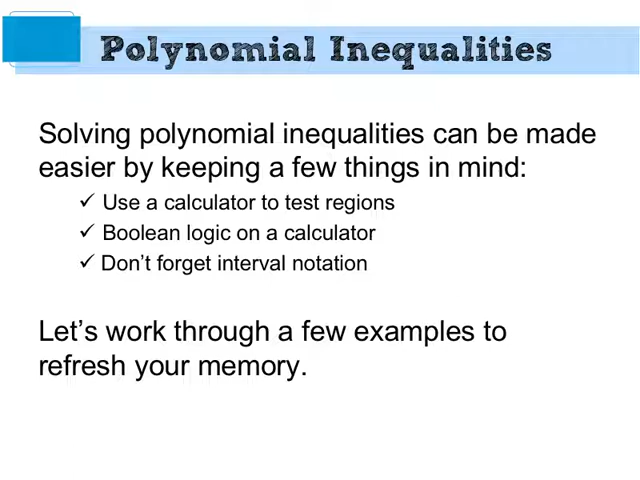 Polynomial Inequalities
Solving polynomial inequalities can be made
easier by keeping a few things in mind:
✓ Use a calculator to test regions
✓ Boolean logic on a calculator
✓ Don't forget interval notation
Let's work through a few examples to
refresh your memory.